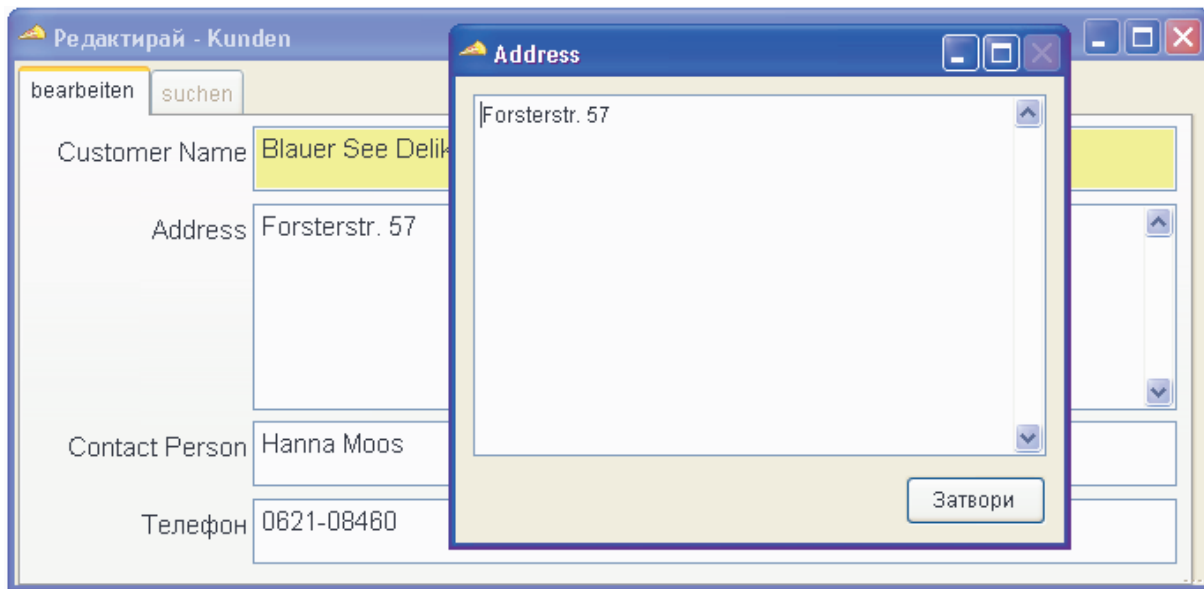 Редактирай - Kunden
Address
bearbeiten suchen
Forsterstr. 57
Customer Name Blauer See Delik
Address Forsterstr. 57
Contact Person Hanna Moos
Затвори
Телефон 0621-08460